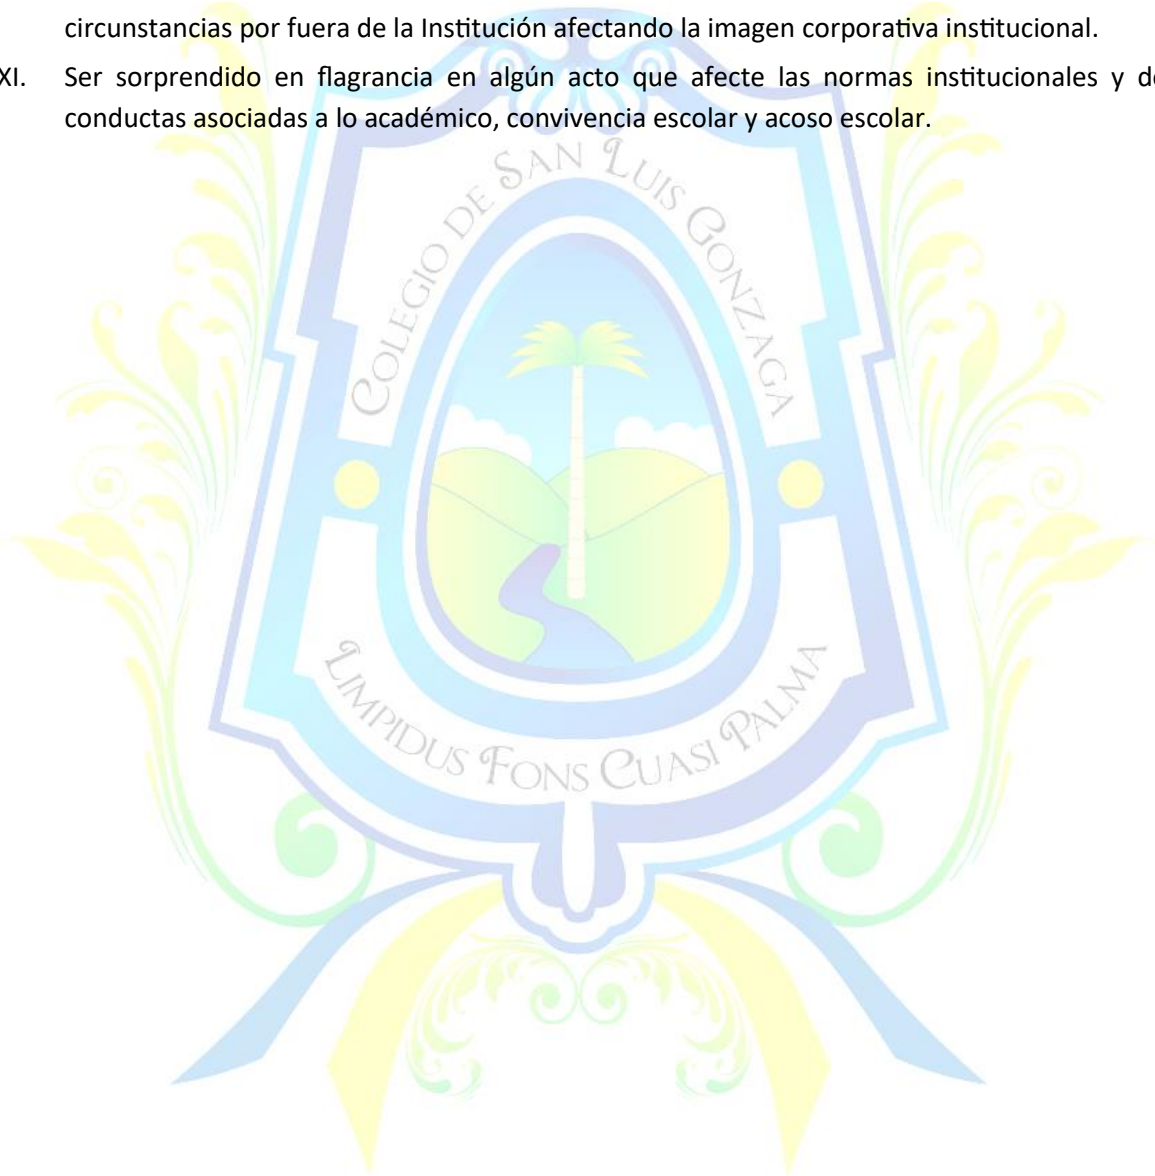 circunstancias por fuera de la Institución afectando la imagen corporativa institucional.
XI. Ser sorprendido en flagrancia en algún acto que afecte las normas institucionales y
conductas asociadas a lo académico, convivencia escolar y acoso escolar.
COLEGIO DE SAN LUIS GONZAGA
LIMPIDUS FONS CUASI PALMA